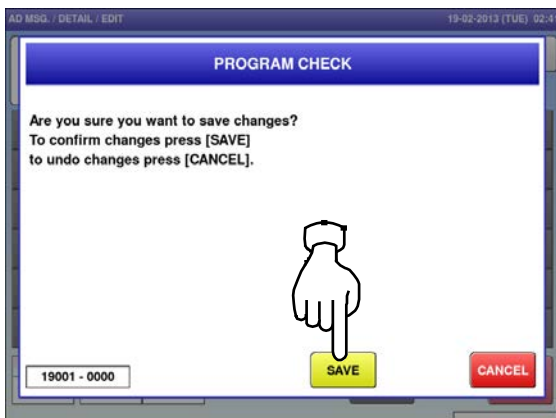 AD MSG. / DETAIL / EDIT 19-02-2013 (TUE) 02:4
PROGRAM CHECK
Are you sure you want to save changes?
To confirm changes press [SAVE]
to undo changes press [CANCEL].
19001 - 0000
SAVE
CANCEL